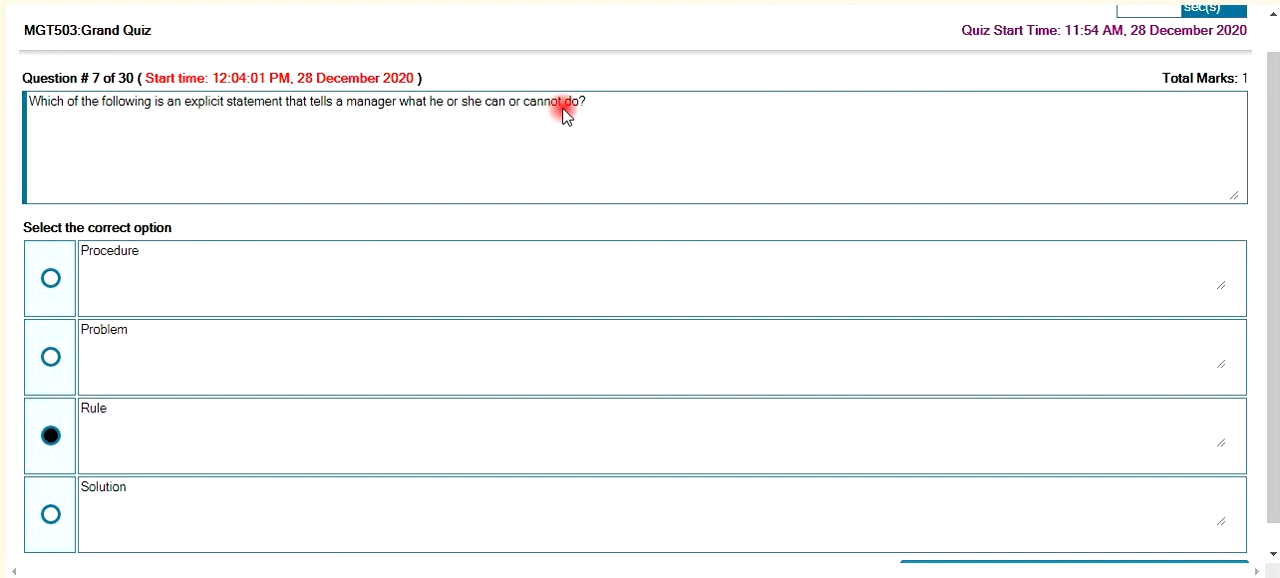 sec(s)
MGT503:Grand Quiz
Quiz Start Time: 11:54 AM, 28 December 2020
Question # 7 of 30 ( Start time: 12:04:01 PM, 28 December 2020 )
Total Marks: 1
Which of the following is an explicit statement that tells a manager what he or she can or cannot do?
Select the correct option
Procedure
Problem
Rule
Solution